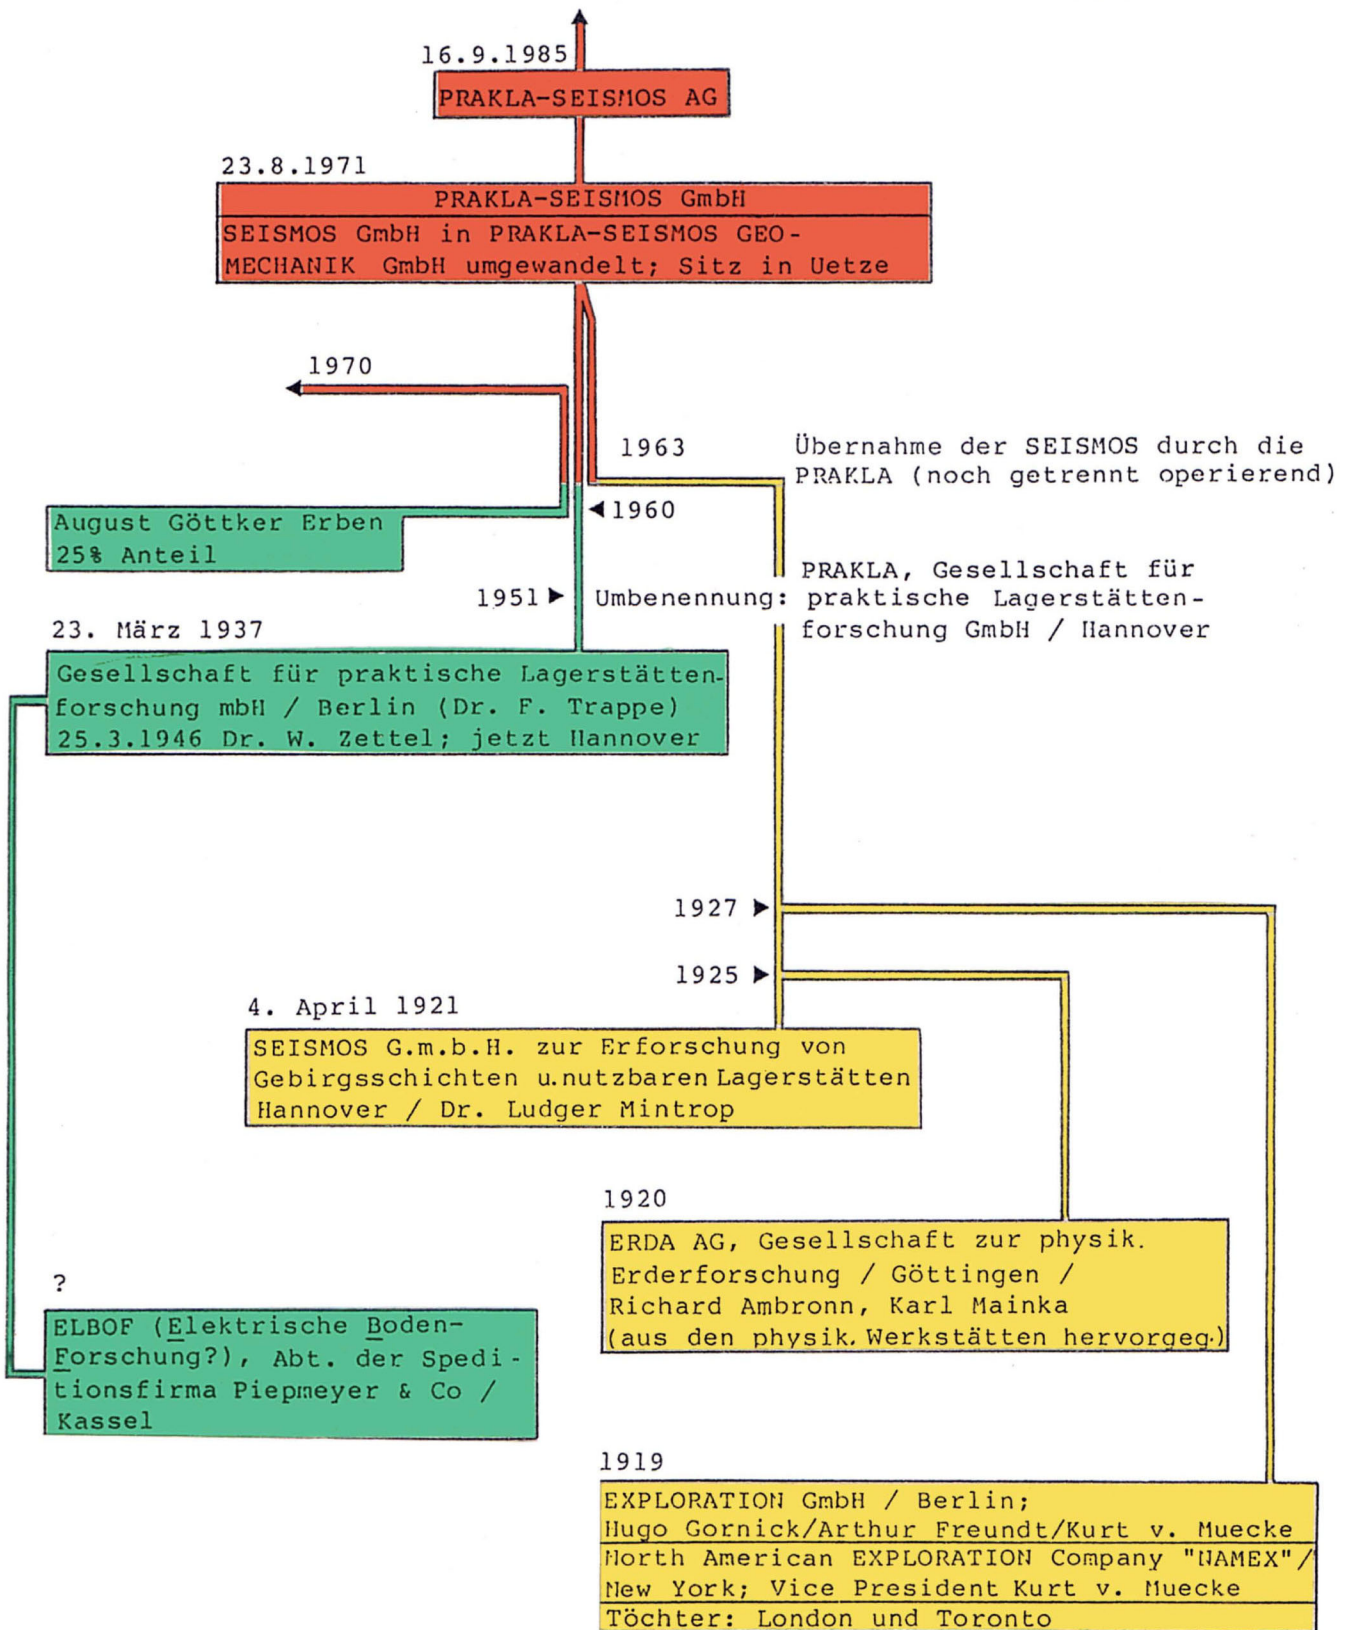 16.9.1985
PRAKLA-SEISMOS AG
23.8.1971
PRAKLA-SEISMOS GmbH
SEISMOS GmbH in PRAKLA-SEISMOS GEO-
MECHANIK GmbH umgewandelt; Sitz in Uetze
1970
1963
Übernahme der SEISMOS durch die
PRAKLA (noch getrennt operierend)
1960
August Göttker Erben
25% Anteil
1951
Umbenennung:
PRAKLA, Gesellschaft für
praktische Lagerstätten-
forschung GmbH / Hannover
23. März 1937
Gesellschaft für praktische Lagerstätten-
forschung mbH / Berlin (Dr. F. Trappe)
25.3.1946 Dr. W. Zettel; jetzt Hannover
1927
1925
4. April 1921
SEISMOS G.m.b.H. zur Erforschung von
Gebirgsschichten u.nutzbaren Lagerstätten
Hannover / Dr. Ludger Mintrop
1920
ERDA AG, Gesellschaft zur physik.
Erderforschung / Göttingen /
Richard Ambronn, Karl Mainka
(aus den physik. Werkstätten hervorgeg.)
?
ELBOF (Elektrische Boden-
Forschung?), Abt. der Spedi-
tionsfirma Piepmeyer & Co /
Kassel
1919
EXPLORATION GmbH / Berlin;
Hugo Gornick/Arthur Freundt/Kurt v. Muecke
North American EXPLORATION Company "NAMEX"/
New York; Vice President Kurt v. Muecke
Töchter: London und Toronto